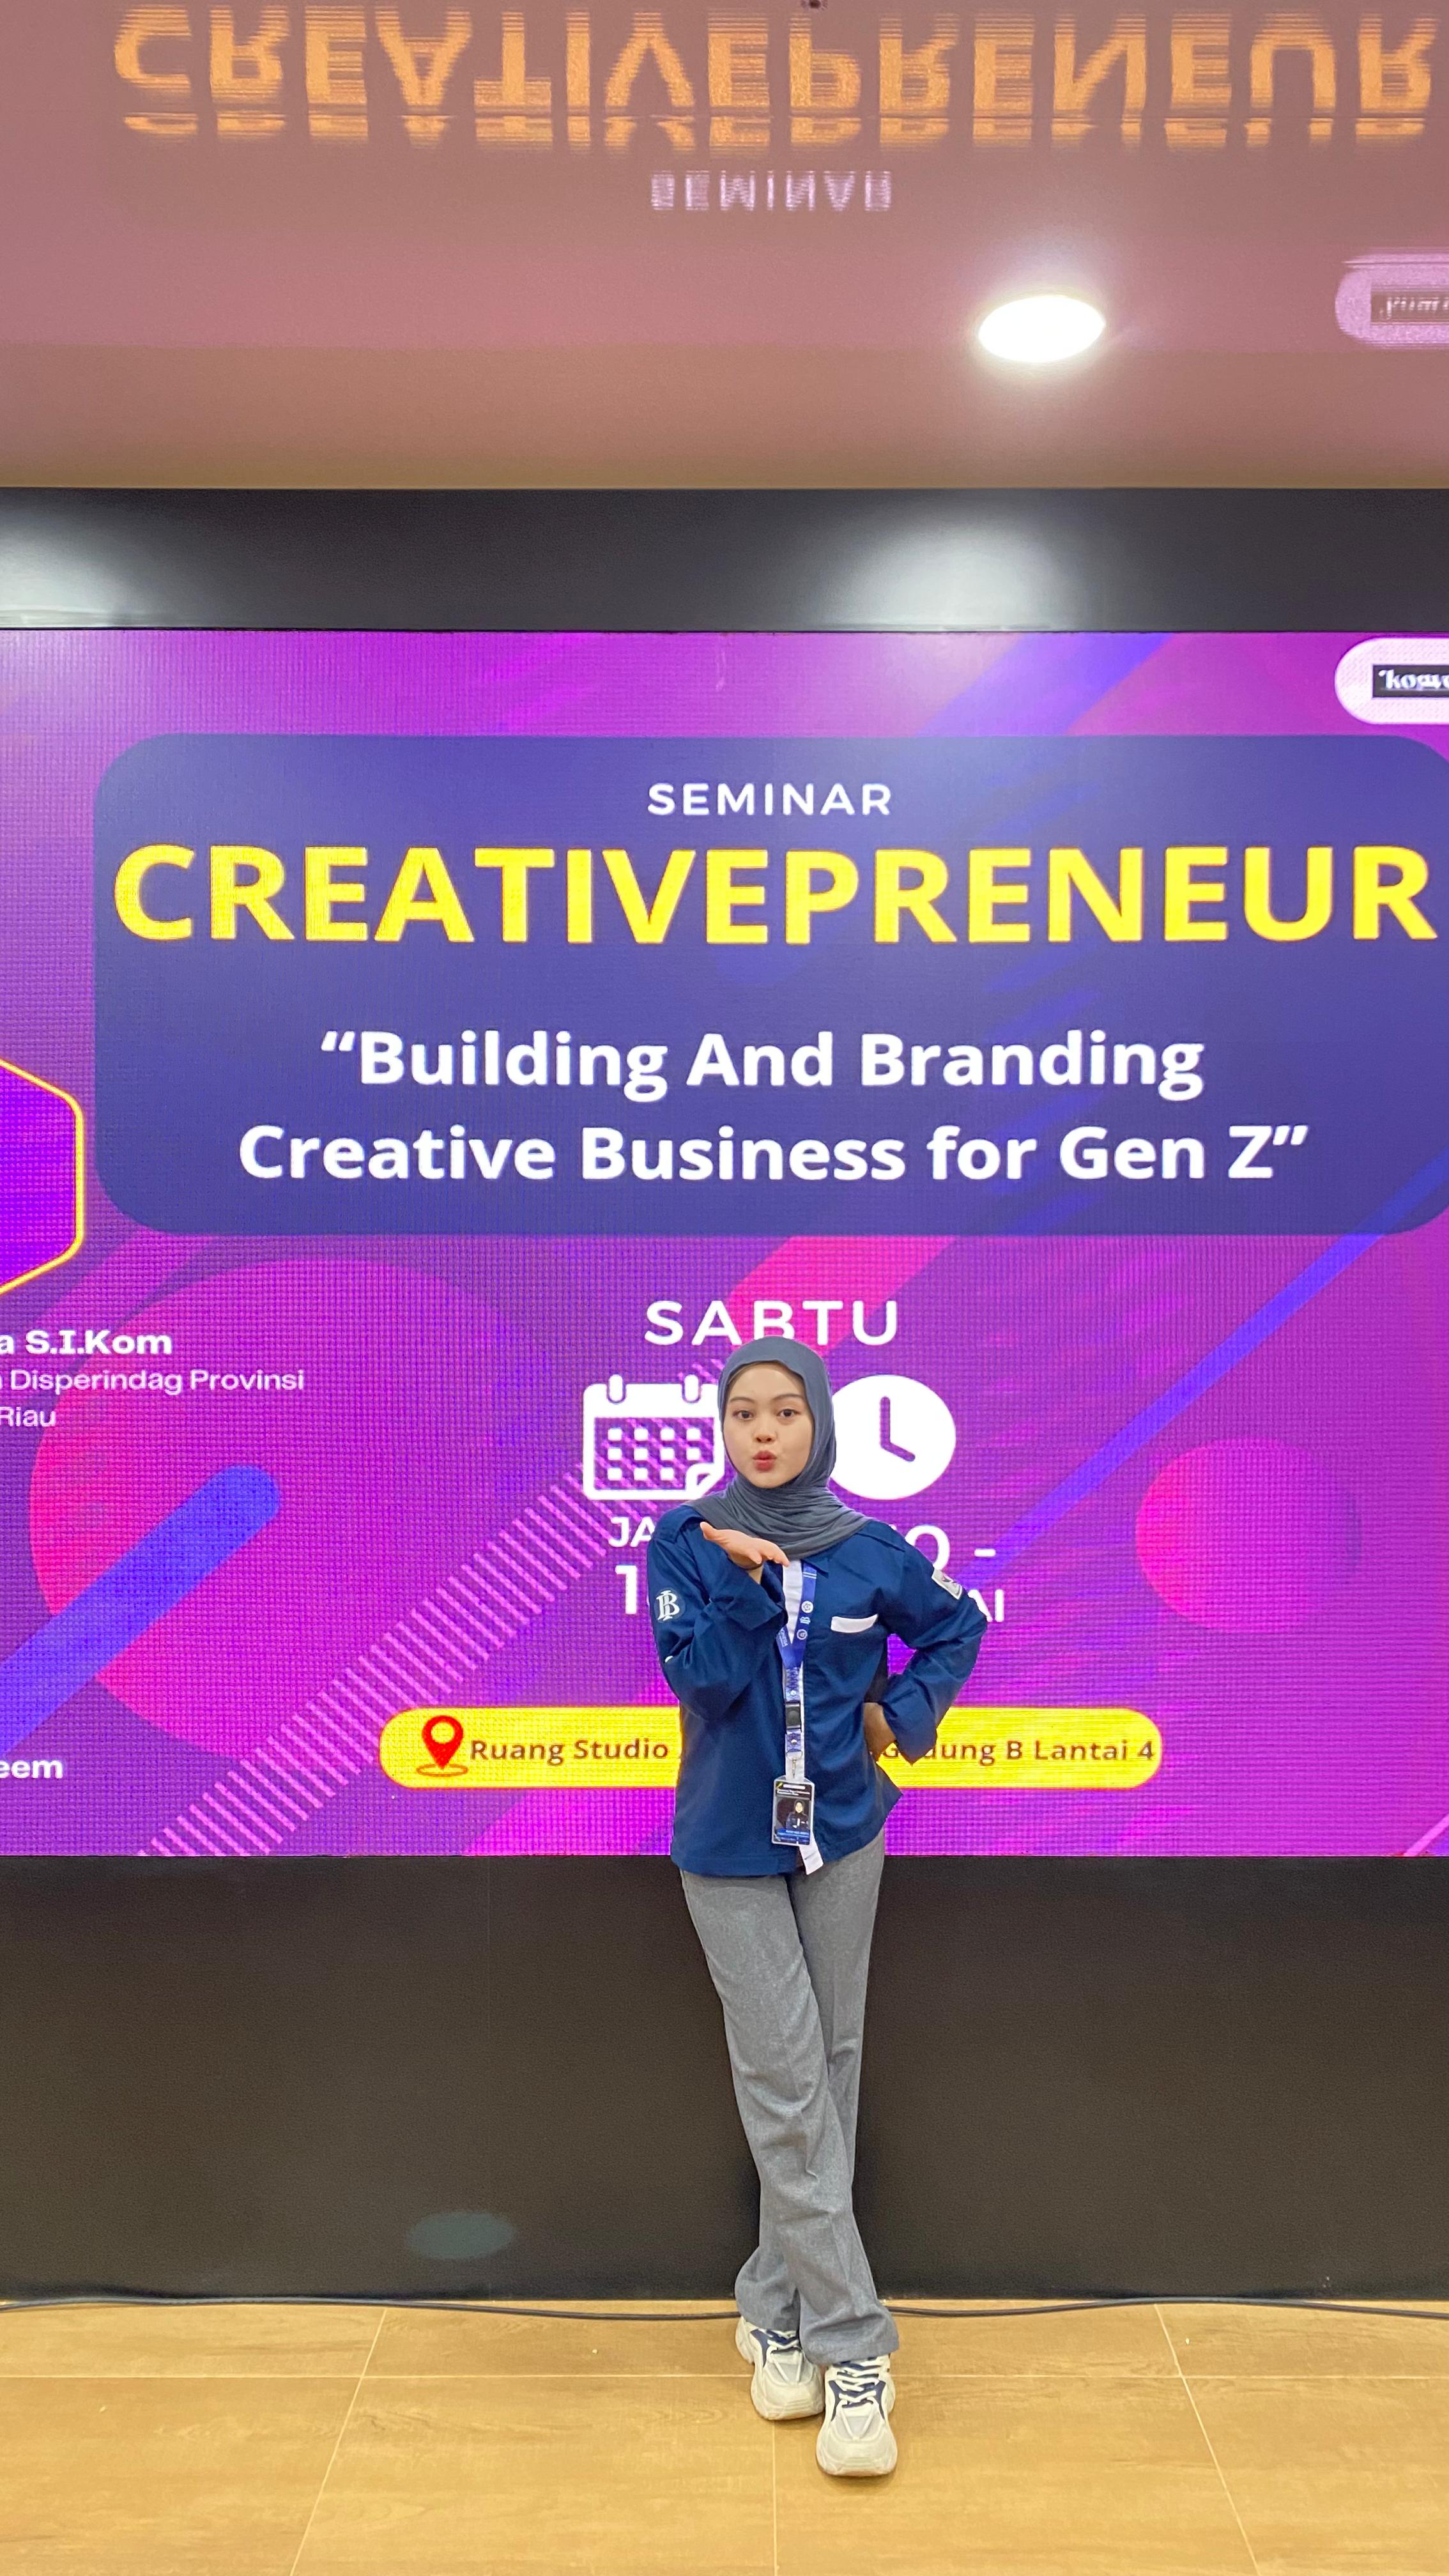 SEMINAR
CREATIVEPRENEUR
“Building And Branding
Creative Business for Gen Z”
SABTU
a S.I.Kom
Disperindag Provinsi
Riau
Ruang Studio
Gedung B Lantai 4
eem